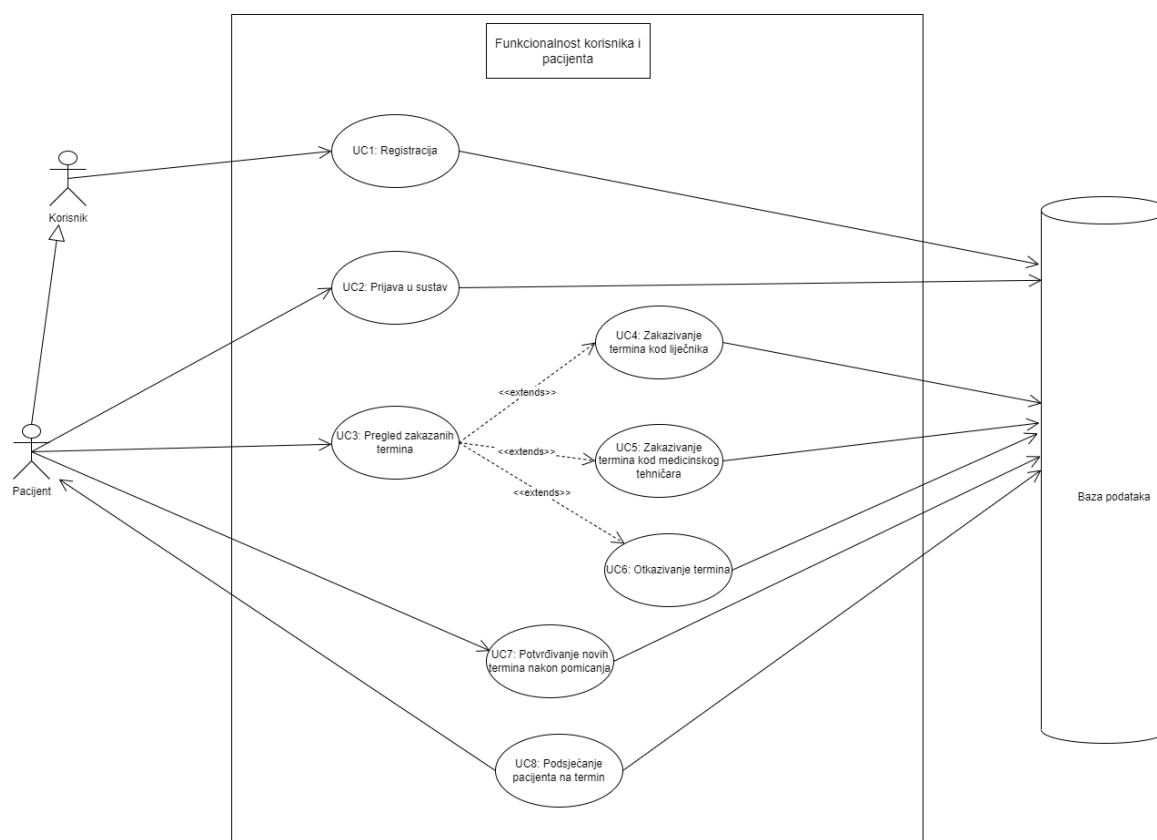 Funkcionalnost korisnika i
pacijenta
UC1: Registracija
Korisnik
UC2: Prijava u sustav
UC4: Zakazivanje
termina kod liječnika
<<extends>>
UC3: Pregled zakazanih
termina
<<extends>>
UC5: Zakazivanje
termina kod medicinskog
tehničara
<<extends>>
Pacijent
Baza podataka
UC6: Otkazivanje termina
UC7: Potvrđivanje novih
termina nakon pomicanja
UC8: Podsjećanje
pacijenta na termin